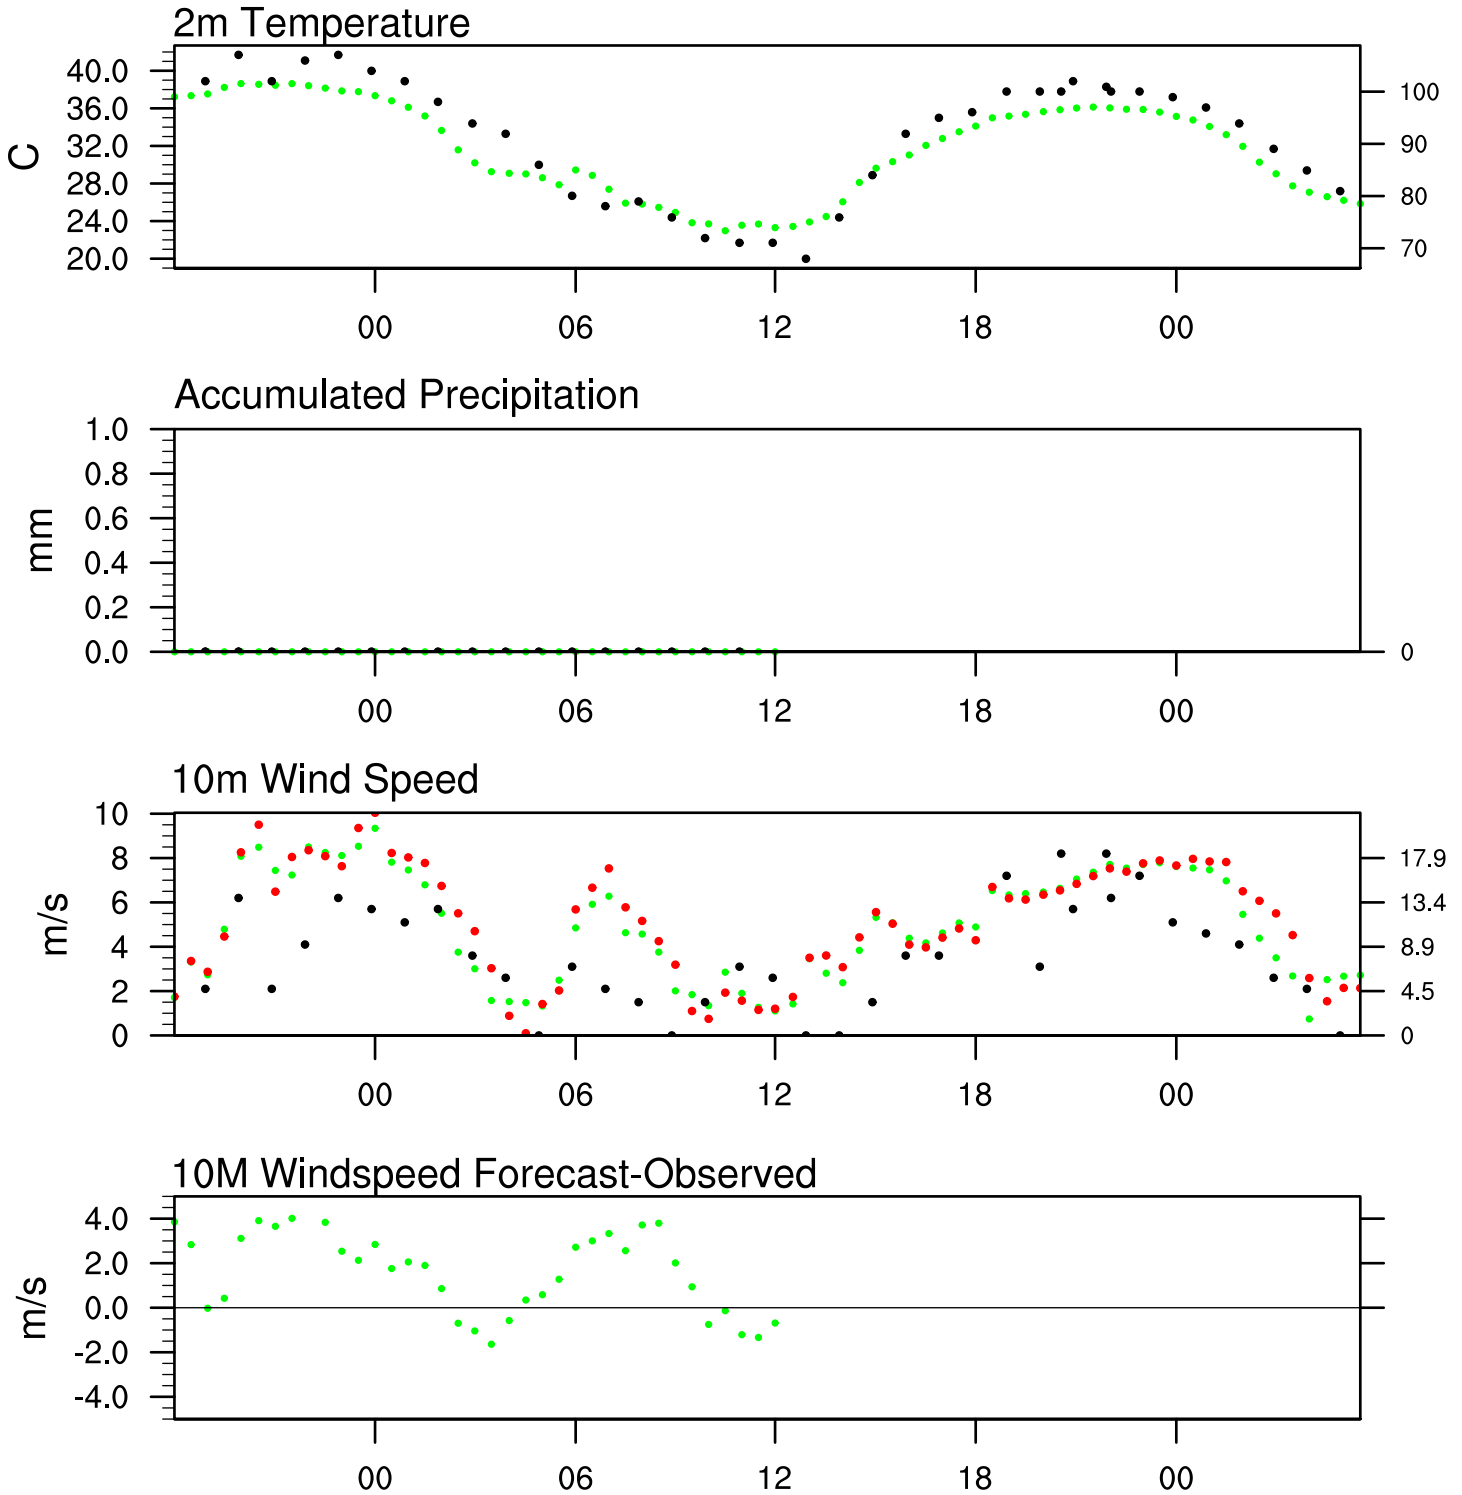 2m Temperature
40.0
36.0
32.0
28.0
24.0
20.0
C
100
90
80
70
00 06 12 18 00
Accumulated Precipitation
1.0
0.8
0.6
0.4
0.2
0.0
mm
0
00 06 12 18 00
10m Wind Speed
10
8
6
4
2
0
m/s
17.9
13.4
8.9
4.5
0
00 06 12 18 00
10M Windspeed Forecast-Observed
4.0
2.0
0.0
-2.0
-4.0
m/s
00 06 12 18 00